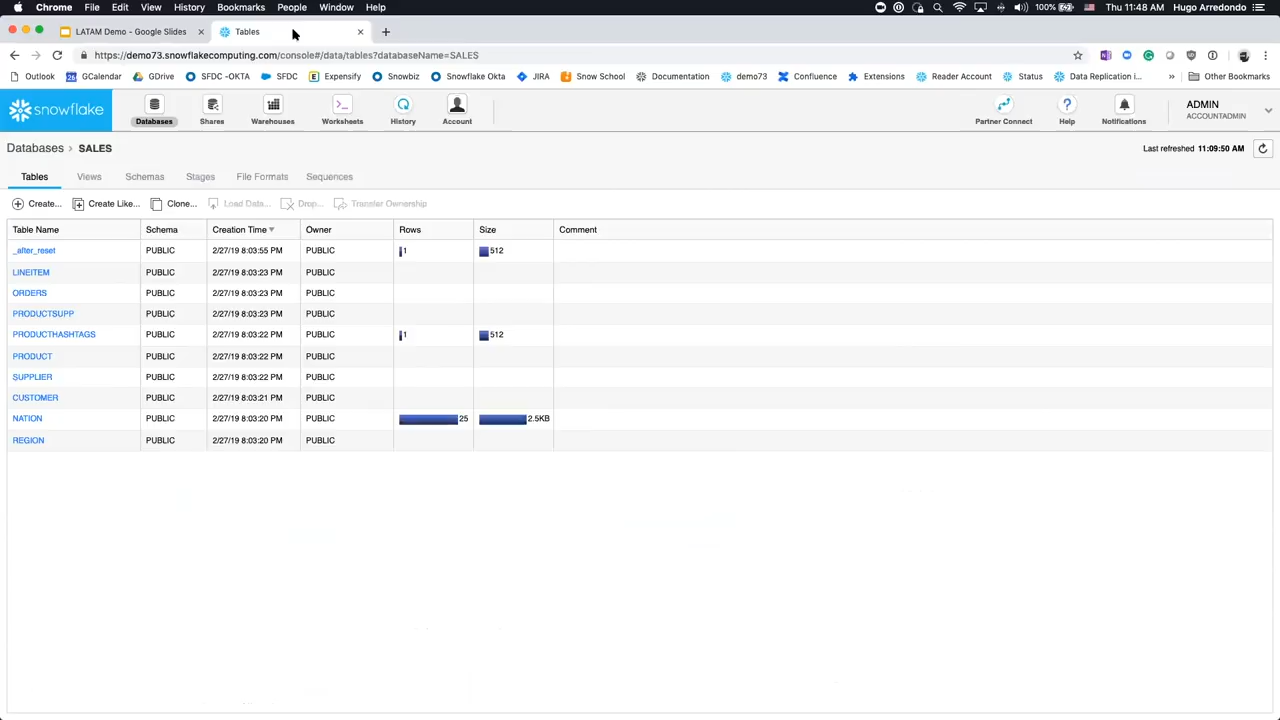 Chrome File Edit View History Bookmarks People Window Help 100% Thu 11:48 AM Hugo Arredondo
LATAM Demo - Google Slides Tables
https://demo73.snowflakecomputing.com/console#/data/tables?databaseName=SALES
Outlook GCalendar GDrive SFDC -OKTA SFDC Expensify Snowbiz Snowflake Okta JIRA Snow School Documentation demo73 Confluence Extensions Reader Account Status Data Replication i... » Other Bookmarks
snowflake Databases Shares Warehouses Worksheets History Account Partner Connect Help Notifications ADMIN
ACCOUNTADMIN
Databases > SALES Last refreshed 11:09:50 AM
Tables Views Schemas Stages File Formats Sequences
Create... Create Like... Clone... Load Data... Drop... Transfer Ownership
Table Name Schema Creation Time Owner Rows Size Comment
_after_reset PUBLIC 2/27/19 8:03:55 PM PUBLIC 1 512
LINEITEM PUBLIC 2/27/19 8:03:23 PM PUBLIC
ORDERS PUBLIC 2/27/19 8:03:23 PM PUBLIC
PRODUCTSUPP PUBLIC 2/27/19 8:03:23 PM PUBLIC
PRODUCTHASHTAGS PUBLIC 2/27/19 8:03:22 PM PUBLIC 1 512
PRODUCT PUBLIC 2/27/19 8:03:22 PM PUBLIC
SUPPLIER PUBLIC 2/27/19 8:03:22 PM PUBLIC
CUSTOMER PUBLIC 2/27/19 8:03:21 PM PUBLIC
NATION PUBLIC 2/27/19 8:03:20 PM PUBLIC 25 2.5KB
REGION PUBLIC 2/27/19 8:03:20 PM PUBLIC